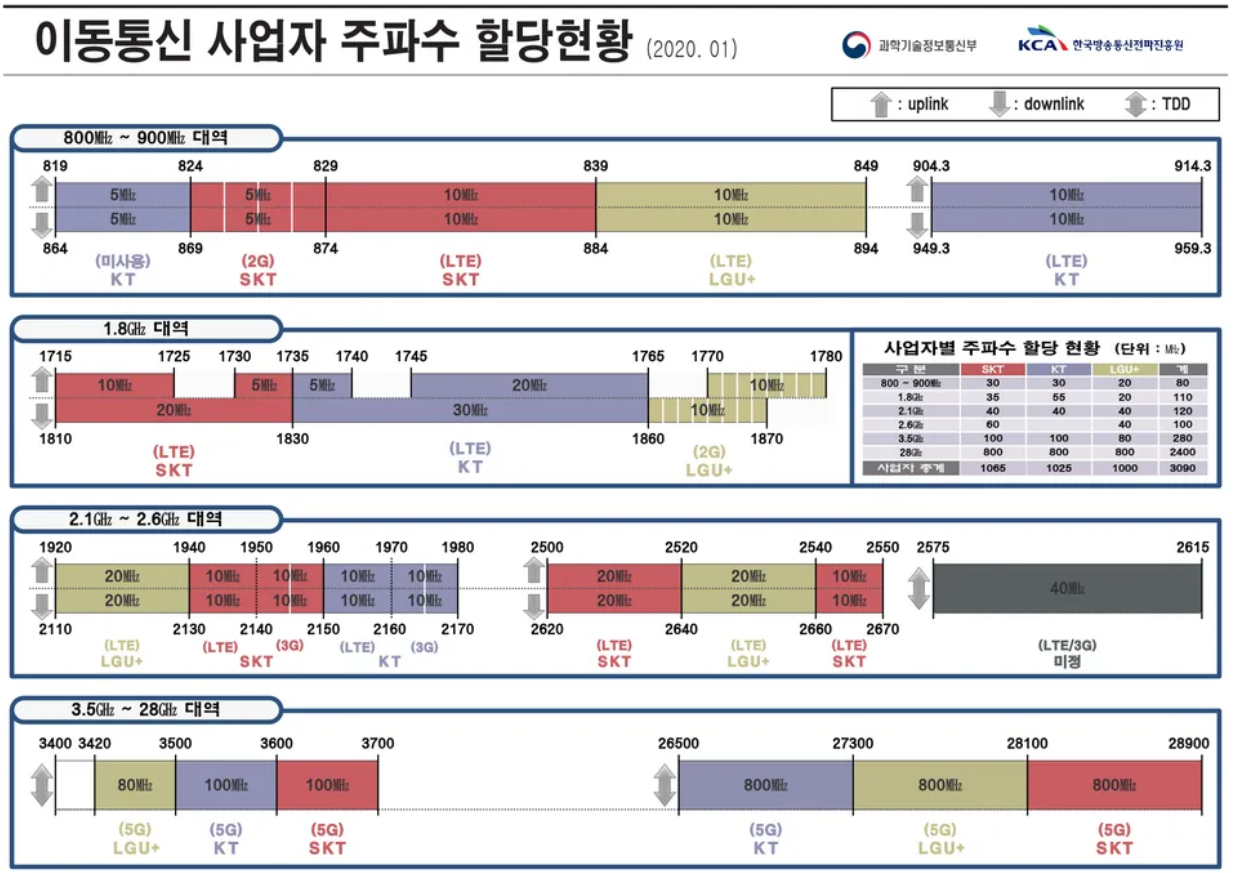 이동통신 사업자 주파수 할당현황 (2020. 01)
과학기술정보통신부
KCA 한국방송통신전파진흥원
: uplink : downlink : TDD
800㎒ ~ 900㎒ 대역
819 824 829 839 849 904.3 914.3
5㎒ 5㎒ 10㎒ 10㎒ 10㎒
5㎒ 5㎒ 10㎒ 10㎒ 10㎒
864 869 874 884 894 949.3 959.3
(미사용) (2G) (LTE) (LTE) (LTE)
KT SKT SKT LGU+ KT
1.8㎓ 대역
1715 1725 1730 1735 1740 1745 1765 1770 1780
10㎒ 5㎒ 5㎒ 20㎒ 10㎒
20㎒ 30㎒ 10㎒
1810 1830 1860 1870
(LTE) (LTE) (2G)
SKT KT LGU+
사업자별 주파수 할당 현황 (단위 : ㎒)
구 분 SKT KT LGU+ 계
800 ~ 900㎒ 30 30 20 80
1.8㎓ 35 55 20 110
2.1㎓ 40 40 40 120
2.6㎓ 60 40 100
3.5㎓ 100 100 80 280
28㎓ 800 800 800 2400
사업자 총계 1065 1025 1000 3090
2.1㎓ ~ 2.6㎓ 대역
1920 1940 1950 1960 1970 1980 2500 2520 2540 2550 2575 2615
20㎒ 10㎒ 10㎒ 10㎒ 10㎒ 20㎒ 20㎒ 10㎒ 40㎒
20㎒ 10㎒ 10㎒ 10㎒ 10㎒ 20㎒ 20㎒ 10㎒
2110 2130 2140 2150 2160 2170 2620 2640 2660 2670
(LTE) (LTE) (3G) (LTE) (3G) (LTE) (LTE) (LTE) (LTE/3G)
LGU+ SKT KT SKT LGU+ SKT 미정
3.5㎓ ~ 28㎓ 대역
3400 3420 3500 3600 3700 26500 27300 28100 28900
80㎒ 100㎒ 100㎒ 800㎒ 800㎒ 800㎒
(5G) (5G) (5G) (5G) (5G) (5G)
LGU+ KT SKT KT LGU+ SKT